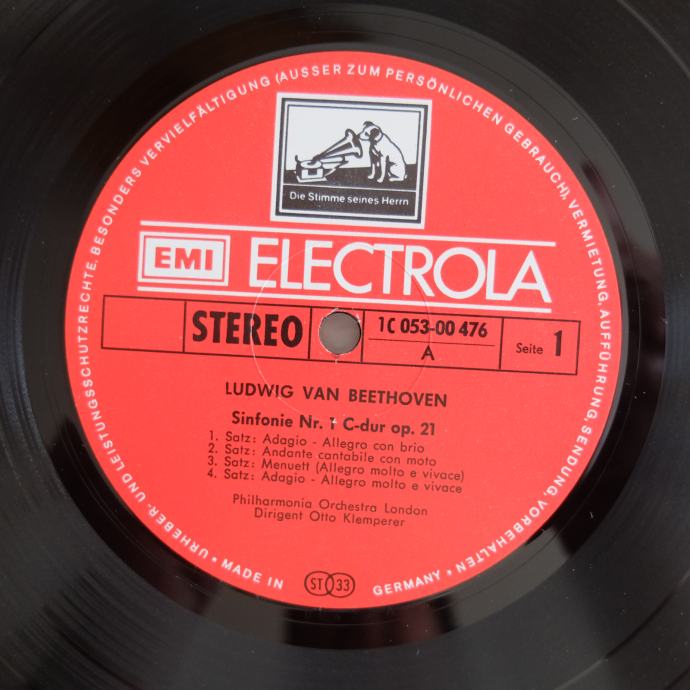 URHEBER- UND LEISTUNGSSCHUTZRECHTE, BESONDERS VERVIELFÄLTIGUNG (AUSSER ZUM PERSÖNLICHEN GEBRAUCH), VERMIETUNG, AUFFÜHRUNG, SENDUNG, VORBEHALTEN *
Die Stimme seines Herrn
EMI ELECTROLA
STEREO 1C 053-00 476 Seite 1
A
LUDWIG VAN BEETHOVEN
Sinfonie Nr. 1 C-dur op. 21
1. Satz: Adagio - Allegro con brio
2. Satz: Andante cantabile con moto
3. Satz: Menuett (Allegro molto e vivace)
4. Satz: Adagio - Allegro molto e vivace
Philharmonia Orchestra London
Dirigent Otto Klemperer
* MADE IN GERMANY *
ST 33